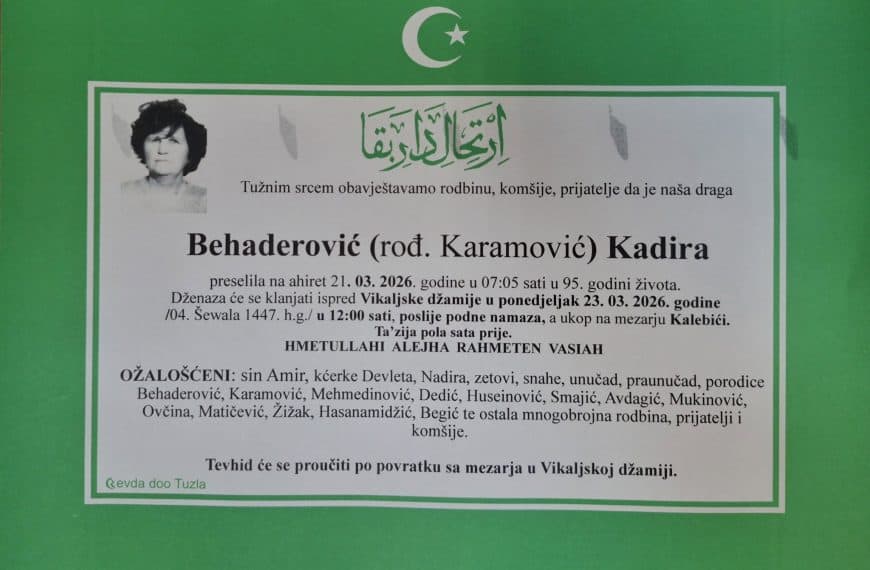 اِرْتِحَالِ دَارِ بَقَا
Tužnim srcem obavještavamo rodbinu, komšije, prijatelje da je naša draga
Behaderović (rođ. Karamović) Kadira
preselila na ahiret 21. 03. 2026. godine u 07:05 sati u 95. godini života.
Dženaza će se klanjati ispred Vikaljske džamije u ponedjeljak 23. 03. 2026. godine
/04. Šewala 1447. h.g./ u 12:00 sati, poslije podne namaza, a ukop na mezarju Kalebići.
Ta'zija pola sata prije.
HMETULLAHI ALEJHA RAHMETEN VASIAH
OŽALOŠĆENI: sin Amir, kćerke Devleta, Nadira, zetovi, snahe, unučad, praunučad, porodice
Behaderović, Karamović, Mehmedinović, Dedić, Huseinović, Smajić, Avdagić, Mukinović,
Ovčina, Matičević, Žižak, Hasanamidžić, Begić te ostala mnogobrojna rodbina, prijatelji i
komšije.
Tevhid će se proučiti po povratku sa mezarja u Vikaljskoj džamiji.
Revda doo Tuzla